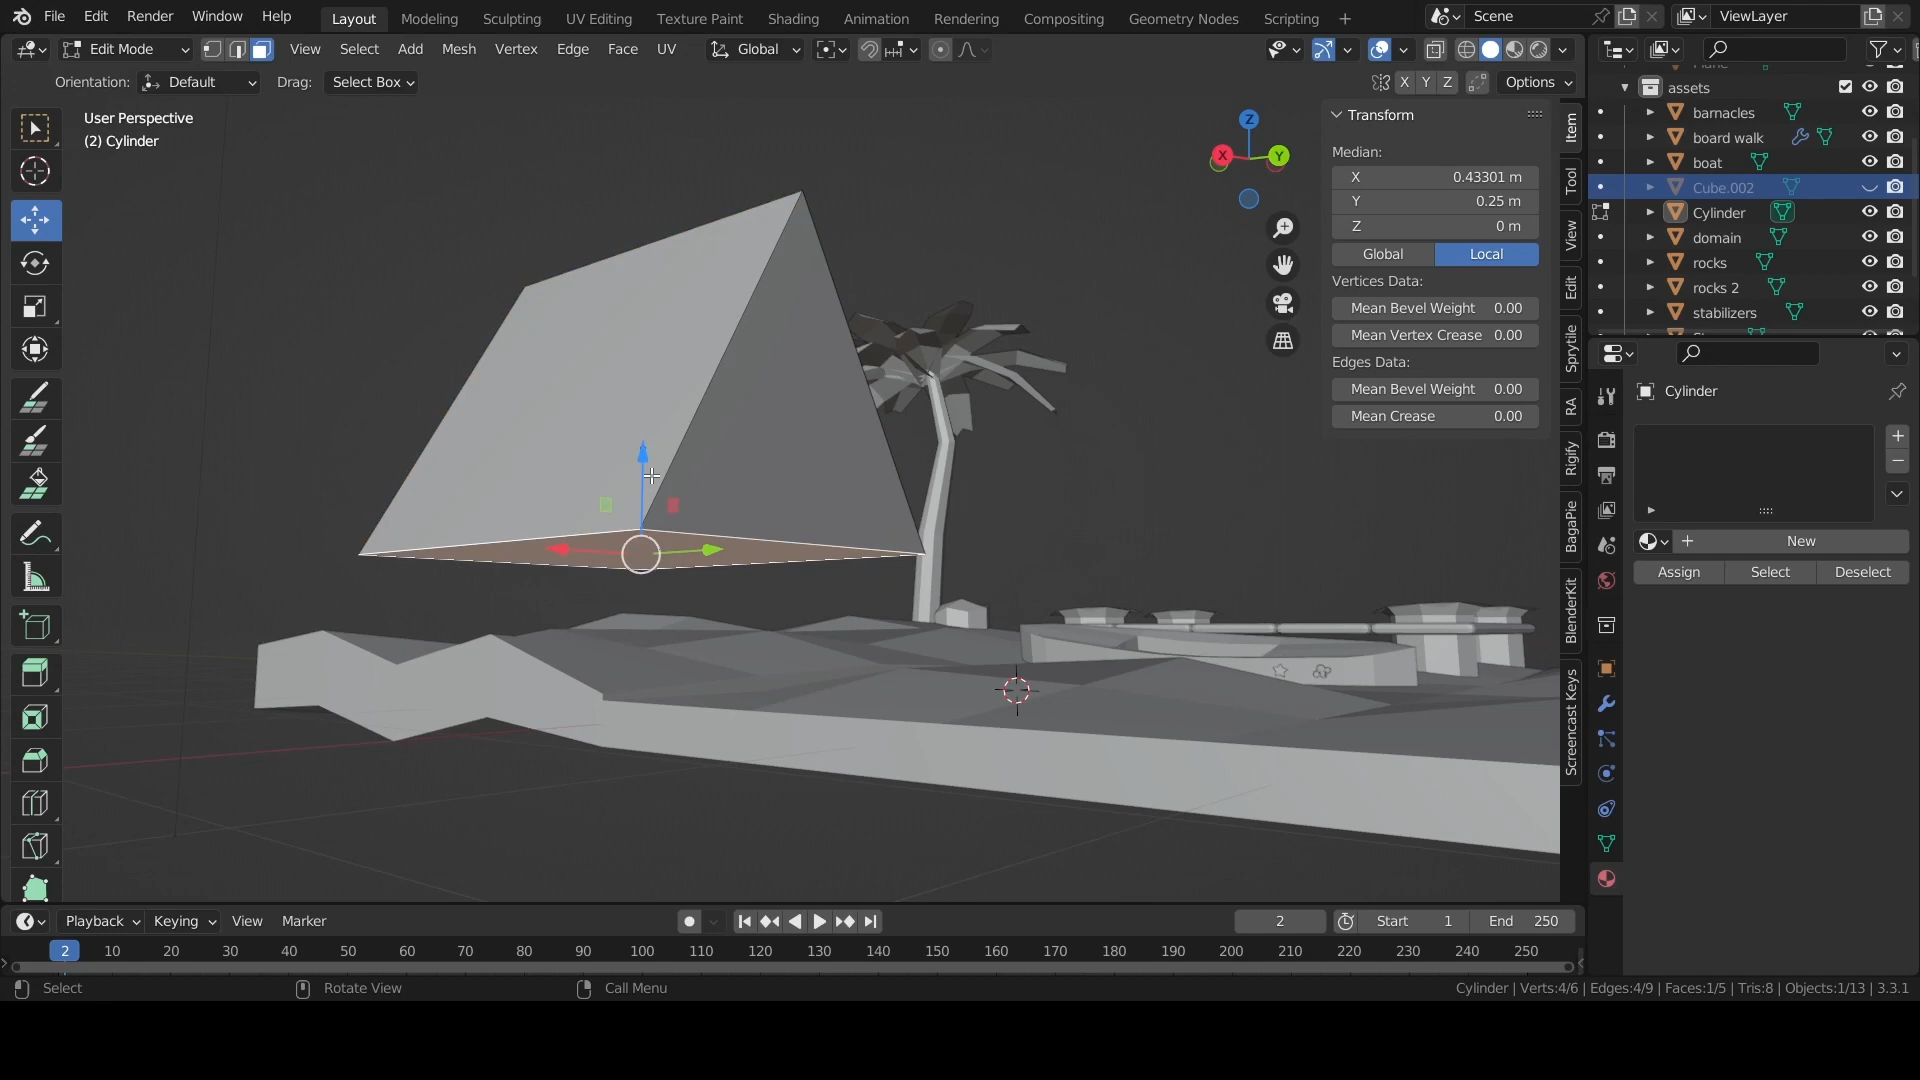 File Edit Render Window Help Layout Modeling Sculpting UV Editing Texture Paint Shading Animation Rendering Compositing Geometry Nodes Scripting + Scene ViewLayer
Edit Mode View Select Add Mesh Vertex Edge Face UV Global
Orientation: Default Drag: Select Box X Y Z Options
User Perspective
(2) Cylinder
Z
X
Y
Transform
Median:
X 0.43301 m
Y 0.25 m
Z 0 m
Global Local
Vertices Data:
Mean Bevel Weight 0.00
Mean Vertex Crease 0.00
Edges Data:
Mean Bevel Weight 0.00
Mean Crease 0.00
Item
Tool
View
Edit
Sprytile
RA
Rigify
BagaPie
BlenderKit
Screencast Keys
assets
barnacles
board walk
boat
Cube.002
Cylinder
domain
rocks
rocks 2
stabilizers
Cylinder
New
Assign Select Deselect
Playback Keying View Marker 2 Start 1 End 250
2 10 20 30 40 50 60 70 80 90 100 110 120 130 140 150 160 170 180 190 200 210 220 230 240 250
Select Rotate View Call Menu Cylinder | Verts:4/6 | Edges:4/9 | Faces:1/5 | Tris:8 | Objects:1/13 | 3.3.1